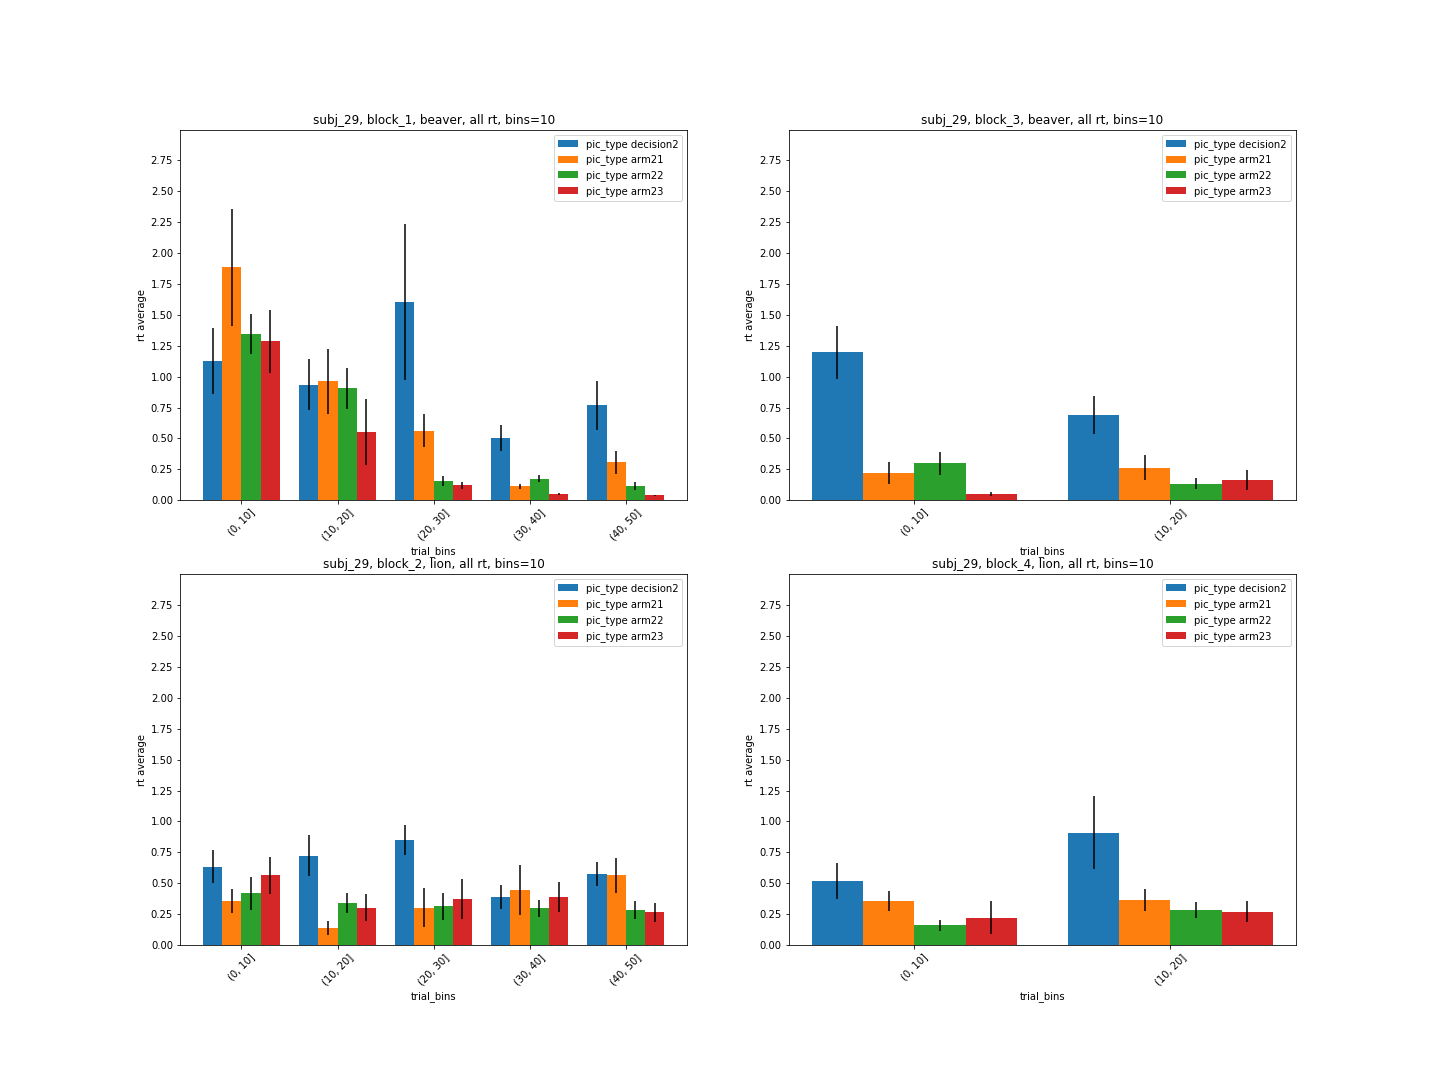 subj_29, block_1, beaver, all rt, bins=10
pic_type decision2
pic_type arm21
pic_type arm22
pic_type arm23
2.75
2.50
2.25
2.00
1.75
1.50
1.25
1.00
0.75
0.50
0.25
0.00
rt average
(0, 10]
(10, 20]
(20, 30]
(30, 40]
(40, 50]
trial_bins
subj_29, block_3, beaver, all rt, bins=10
pic_type decision2
pic_type arm21
pic_type arm22
pic_type arm23
2.75
2.50
2.25
2.00
1.75
1.50
1.25
1.00
0.75
0.50
0.25
0.00
rt average
(0, 10]
(10, 20]
trial_bins
subj_29, block_2, lion, all rt, bins=10
pic_type decision2
pic_type arm21
pic_type arm22
pic_type arm23
2.75
2.50
2.25
2.00
1.75
1.50
1.25
1.00
0.75
0.50
0.25
0.00
rt average
(0, 10]
(10, 20]
(20, 30]
(30, 40]
(40, 50]
trial_bins
subj_29, block_4, lion, all rt, bins=10
pic_type decision2
pic_type arm21
pic_type arm22
pic_type arm23
2.75
2.50
2.25
2.00
1.75
1.50
1.25
1.00
0.75
0.50
0.25
0.00
rt average
(0, 10]
(10, 20]
trial_bins